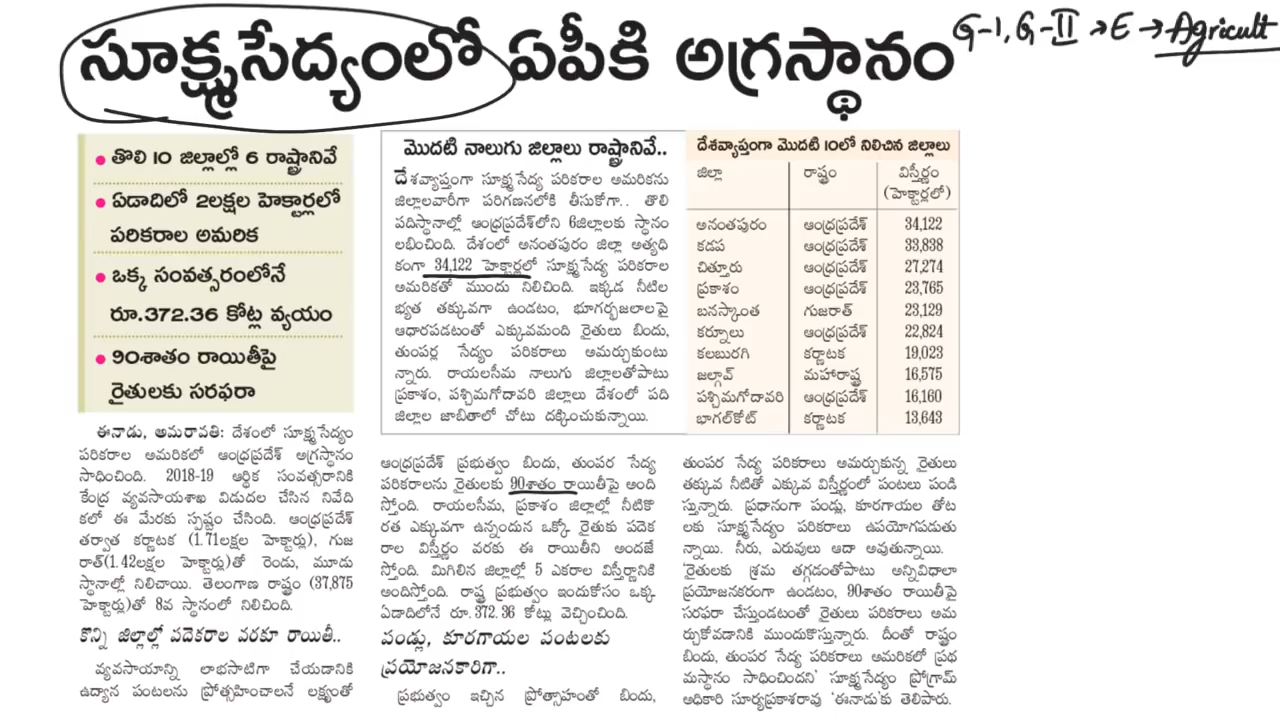 సూక్ష్మసేద్యంలో ఏపీకి అగ్రస్థానం
G-I, G-II → E → Agricult
• తొలి 10 జిల్లాల్లో 6 రాష్ట్రానివే
• ఏడాదిలో 2లక్షల హెక్టార్లలో
పరికరాల అమరిక
• ఒక్క సంవత్సరంలోనే
రూ.372.36 కోట్ల వ్యయం
• 90శాతం రాయితీపై
రైతులకు సరఫరా
ఈనాడు, అమరావతి: దేశంలో సూక్ష్మసేద్యం
పరికరాల అమరికలో ఆంధ్రప్రదేశ్ అగ్రస్థానం
సాధించింది. 2018-19 ఆర్థిక సంవత్సరానికి
కేంద్ర వ్యవసాయశాఖ విడుదల చేసిన నివేది
కలో ఈ మేరకు స్పష్టం చేసింది. ఆంధ్రప్రదేశ్
తర్వాత కర్ణాటక (1.71లక్షల హెక్టార్లు), గుజ
రాత్(1.42లక్షల హెక్టార్లు)తో రెండు, మూడు
స్థానాల్లో నిలిచాయి. తెలంగాణ రాష్ట్రం (37,875
హెక్టార్లు)తో 8వ స్థానంలో నిలిచింది.
కొన్ని జిల్లాల్లో పదెకరాల వరకూ రాయితీ..
వ్యవసాయాన్ని లాభసాటిగా చేయడానికి
ఉద్యాన పంటలను ప్రోత్సహించాలనే లక్ష్యంతో
మొదటి నాలుగు జిల్లాలు రాష్ట్రానివే..
దేశవ్యాప్తంగా సూక్ష్మసేద్య పరికరాల అమరికను
జిల్లాలవారీగా పరిగణనలోకి తీసుకోగా.. తొలి
పదిస్థానాల్లో ఆంధ్రప్రదేశ్‌లోని 6జిల్లాలకు స్థానం
లభించింది. దేశంలో అనంతపురం జిల్లా అత్యధి
కంగా 34,122 హెక్టార్లలో సూక్ష్మసేద్య పరికరాల
అమరికతో ముందు నిలిచింది. ఇక్కడ నీటిల
భ్యత తక్కువగా ఉండటం, భూగర్భజలాలపై
ఆధారపడటంతో ఎక్కువమంది రైతులు బిందు,
తుంపర్ల సేద్యం పరికరాలు అమర్చుకుంటు
న్నారు. రాయలసీమ నాలుగు జిల్లాలతోపాటు
ప్రకాశం, పశ్చిమగోదావరి జిల్లాలు దేశంలో పది
జిల్లాల జాబితాలో చోటు దక్కించుకున్నాయి.
దేశవ్యాప్తంగా మొదటి 10లో నిలిచిన జిల్లాలు
జిల్లా రాష్ట్రం విస్తీర్ణం
(హెక్టార్లలో)
అనంతపురం ఆంధ్రప్రదేశ్ 34,122
కడప ఆంధ్రప్రదేశ్ 33,838
చిత్తూరు ఆంధ్రప్రదేశ్ 27,274
ప్రకాశం ఆంధ్రప్రదేశ్ 23,765
బనస్కాంత గుజరాత్ 23,129
కర్నూలు ఆంధ్రప్రదేశ్ 22,824
కలబురగి కర్ణాటక 19,023
జల్గావ్ మహారాష్ట్ర 16,575
పశ్చిమగోదావరి ఆంధ్రప్రదేశ్ 16,160
భాగల్‌కోట్ కర్ణాటక 13,643
ఆంధ్రప్రదేశ్ ప్రభుత్వం బిందు, తుంపర సేద్య
పరికరాలను రైతులకు 90శాతం రాయితీపై అంది
స్తోంది. రాయలసీమ, ప్రకాశం జిల్లాల్లో నీటికొ
రత ఎక్కువగా ఉన్నందున ఒక్కో రైతుకు పదెక
రాల విస్తీర్ణం వరకు ఈ రాయితీని అందజే
స్తోంది. మిగిలిన జిల్లాల్లో 5 ఎకరాల విస్తీర్ణానికి
అందిస్తోంది. రాష్ట్ర ప్రభుత్వం ఇందుకోసం ఒక్క
ఏడాదిలోనే రూ.372.36 కోట్లు వెచ్చించింది.
పండ్లు, కూరగాయల పంటలకు
ప్రయోజనకారిగా..
ప్రభుత్వం ఇచ్చిన ప్రోత్సాహంతో బిందు,
తుంపర సేద్య పరికరాలు అమర్చుకున్న రైతులు
తక్కువ నీటితో ఎక్కువ విస్తీర్ణంలో పంటలు పండి
స్తున్నారు. ప్రధానంగా పండ్లు, కూరగాయల తోట
లకు సూక్ష్మసేద్యం పరికరాలు ఉపయోగపడుతు
న్నాయి. నీరు, ఎరువులు ఆదా అవుతున్నాయి.
'రైతులకు శ్రమ తగ్గడంతోపాటు అన్నివిధాలా
ప్రయోజనకరంగా ఉండటం, 90శాతం రాయితీపై
సరఫరా చేస్తుండటంతో రైతులు పరికరాలు అమ
ర్చుకోవడానికి ముందుకొస్తున్నారు. దీంతో రాష్ట్రం
బిందు, తుంపర సేద్య పరికరాలు అమరికలో ప్రథ
మస్థానం సాధించిందని' సూక్ష్మసేద్యం ప్రోగ్రామ్
అధికారి సూర్యప్రకాశరావు 'ఈనాడు'కు తెలిపారు.